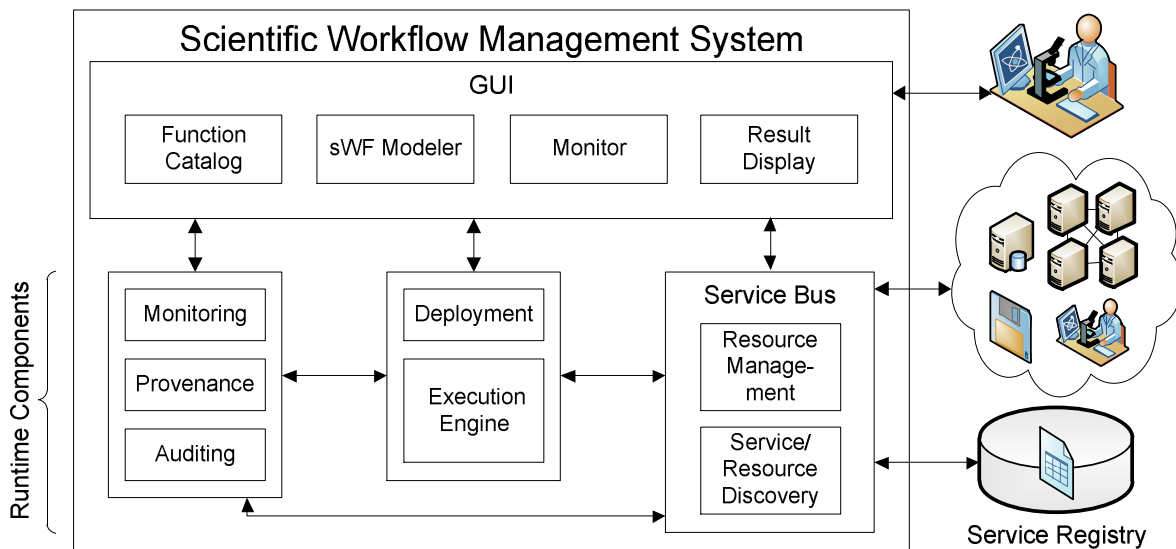 Scientific Workflow Management System
GUI
Function
Catalog
sWF Modeler
Monitor
Result
Display
Runtime Components
Monitoring
Provenance
Auditing
Deployment
Execution
Engine
Service Bus
Resource
Manage-
ment
Service/
Resource
Discovery
Service Registry